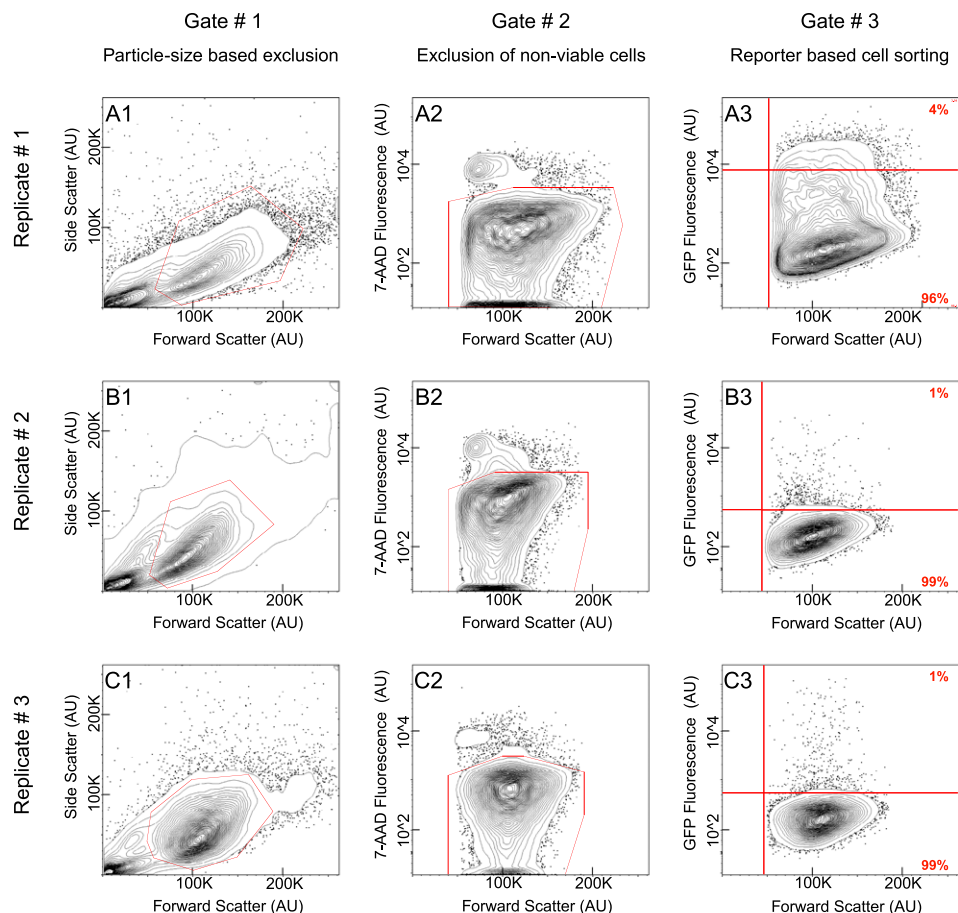 Gate # 1
Gate # 2
Gate # 3
Particle-size based exclusion
Exclusion of non-viable cells
Reporter based cell sorting
Replicate # 1
A1
Side Scatter (AU)
200K
100K
100K
200K
Forward Scatter (AU)
A2
7-AAD Fluorescence (AU)
10^4
10^2
100K
200K
Forward Scatter (AU)
A3
4%
GFP Fluorescence (AU)
10^4
10^2
96%
100K
200K
Forward Scatter (AU)
Replicate # 2
B1
Side Scatter (AU)
200K
100K
100K
200K
Forward Scatter (AU)
B2
7-AAD Fluorescence (AU)
10^4
10^2
100K
200K
Forward Scatter (AU)
B3
1%
GFP Fluorescence (AU)
10^4
10^2
99%
100K
200K
Forward Scatter (AU)
Replicate # 3
C1
Side Scatter (AU)
200K
100K
100K
200K
Forward Scatter (AU)
C2
7-AAD Fluorescence (AU)
10^4
10^2
100K
200K
Forward Scatter (AU)
C3
1%
GFP Fluorescence (AU)
10^4
10^2
99%
100K
200K
Forward Scatter (AU)